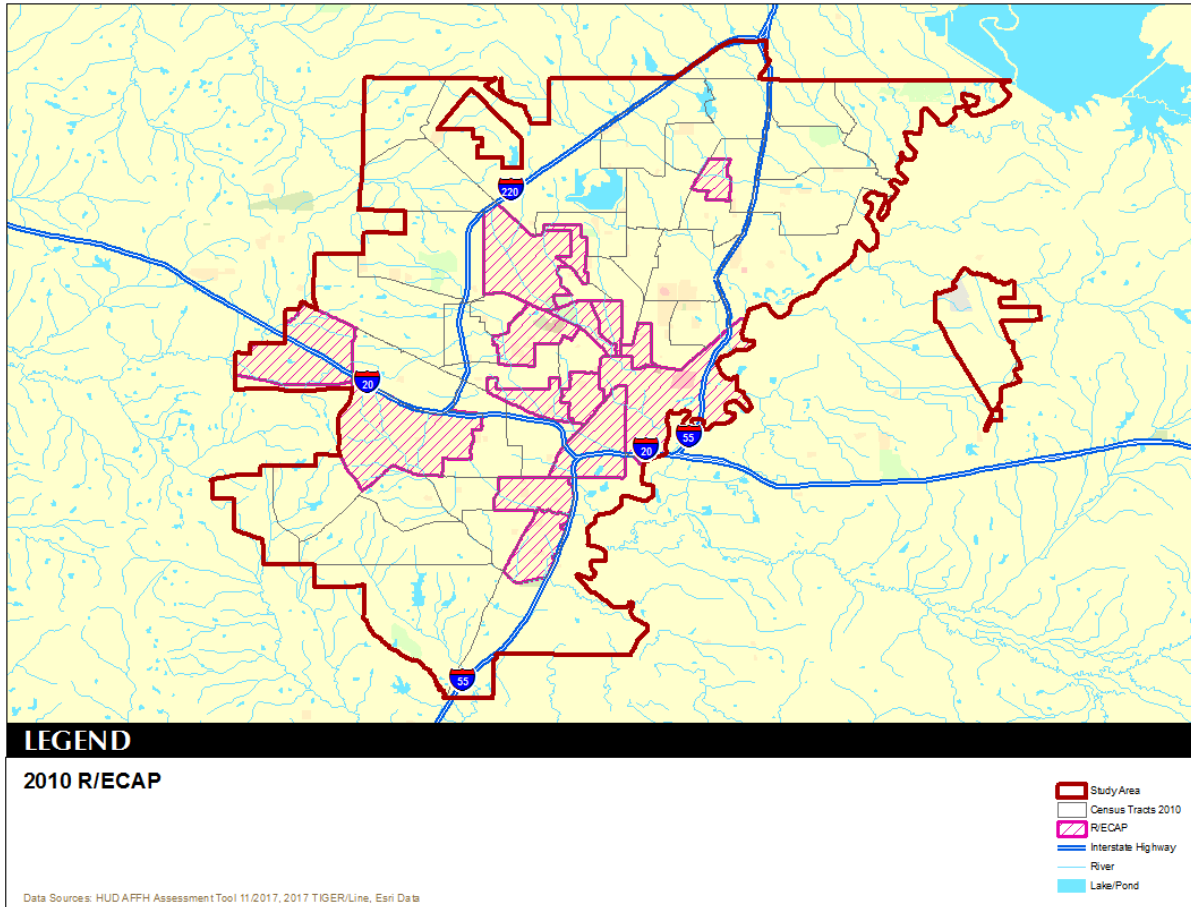 220
20
20
55
55
LEGEND
2010 R/ECAP
Study Area
Census Tracts 2010
R/ECAP
Interstate Highway
River
Lake/Pond
Data Sources: HUD AFFH Assessment Tool 11/2017, 2017 TIGER/Line, Esri Data